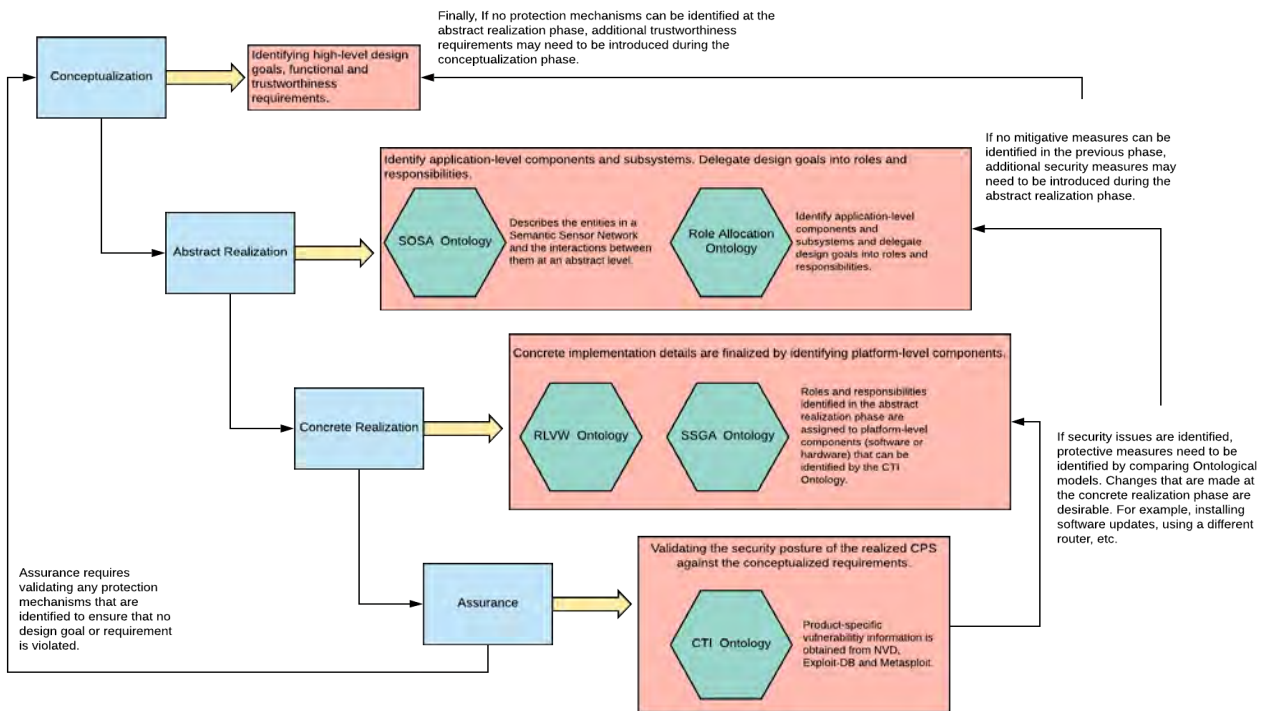 Finally, If no protection mechanisms can be identified at the
abstract realization phase, additional trustworthiness
requirements may need to be introduced during the
conceptualization phase.
Conceptualization
Identifying high-level design
goals, functional and
trustworthiness
requirements.
If no mitigative measures can be
identified in the previous phase,
additional security measures may
need to be introduced during the
abstract realization phase.
Identify application-level components and subsystems. Delegate design goals into roles and
responsibilities.
Abstract Realization
SOSA Ontology
Describes the entities in a
Semantic Sensor Network
and the interactions between
them at an abstract level.
Role Allocation
Ontology
Identify application-level
components and
subsystems and delegate
design goals into roles and
responsibilities.
Concrete implementation details are finalized by identifying platform-level components.
Concrete Realization
RLVW Ontology
SSGA Ontology
Roles and responsibilities
identified in the abstract
realization phase are
assigned to platform-level
components (software or
hardware) that can be
identified by the CTI
Ontology.
If security issues are identified,
protective measures need to be
identified by comparing Ontological
models. Changes that are made at
the concrete realization phase are
desirable. For example, installing
software updates, using a different
router, etc.
Validating the security posture of the realized CPS
against the conceptualized requirements.
Assurance
CTI Ontology
Product-specific
vulnerabilitiy information is
obtained from NVD,
Exploit-DB and Metasploit.
Assurance requires
validating any protection
mechanisms that are
identified to ensure that no
design goal or requirement
is violated.